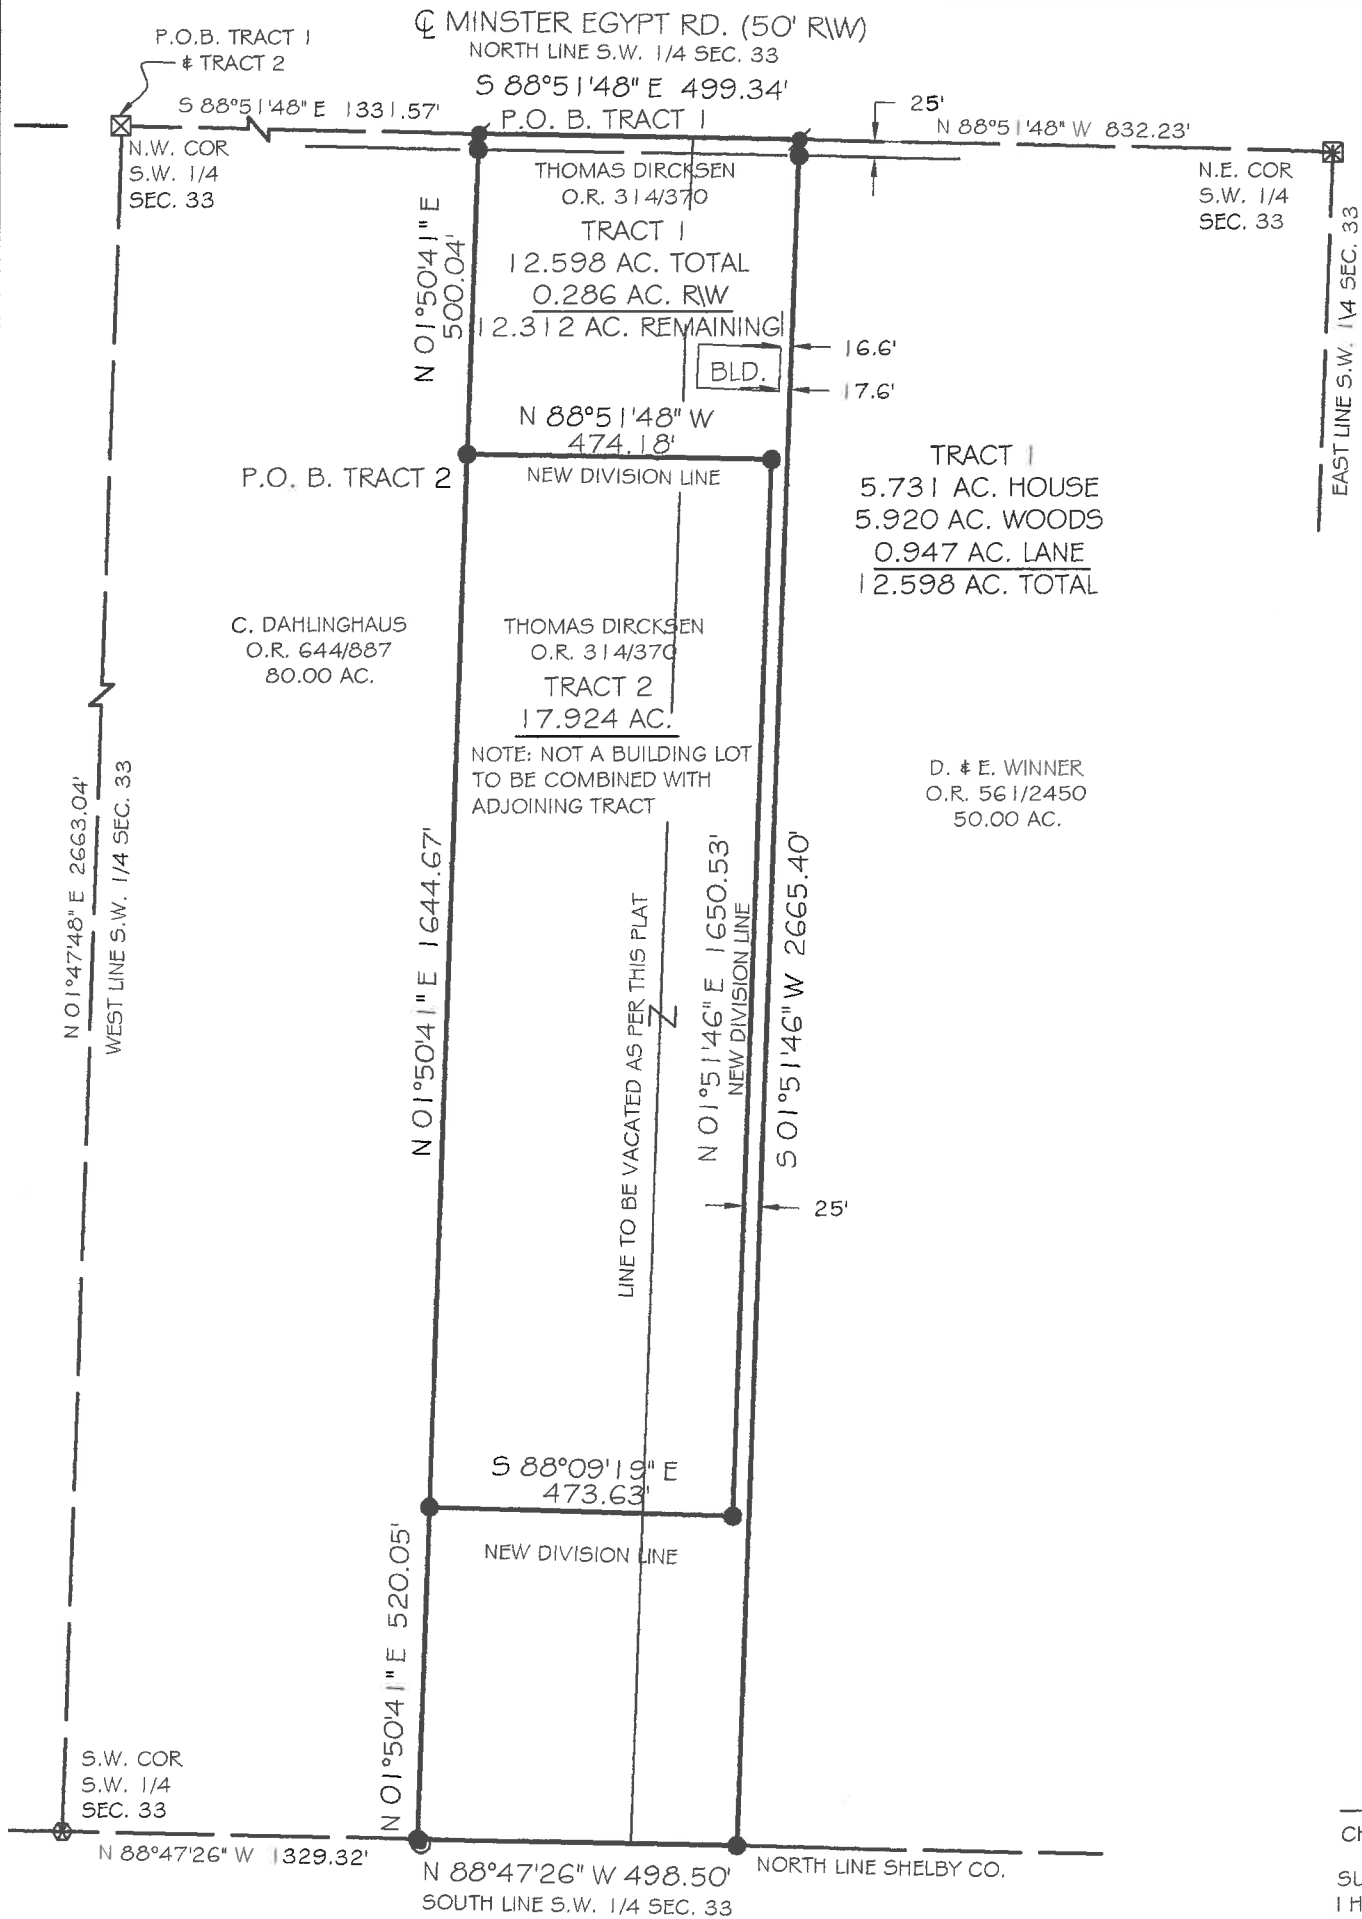 ℄ MINSTER EGYPT RD. (50' R\W)
NORTH LINE S.W. 1/4 SEC. 33
S 88°51'48" E 499.34'
P.O.B. TRACT 1
& TRACT 2
S 88°51'48" E 1331.57'
P.O. B. TRACT 1
25'
N 88°51'48" W 832.23'
N.W. COR
S.W. 1/4
SEC. 33
N.E. COR
S.W. 1/4
SEC. 33
EAST LINE S.W. 1\4 SEC. 33
THOMAS DIRCKSEN
O.R. 314/370
TRACT 1
12.598 AC. TOTAL
0.286 AC. R\W
12.312 AC. REMAINING
N 01°50'41" E
500.04'
BLD.
16.6'
17.6'
N 88°51'48" W
474.18'
NEW DIVISION LINE
P.O. B. TRACT 2
TRACT 1
5.731 AC. HOUSE
5.920 AC. WOODS
0.947 AC. LANE
12.598 AC. TOTAL
C. DAHLINGHAUS
O.R. 644/887
80.00 AC.
THOMAS DIRCKSEN
O.R. 314/370
TRACT 2
17.924 AC.
NOTE: NOT A BUILDING LOT
TO BE COMBINED WITH
ADJOINING TRACT
D. & E. WINNER
O.R. 561/2450
50.00 AC.
N 01°47'48" E 2663.04'
WEST LINE S.W. 1/4 SEC. 33
N 01°50'41" E 1644.67'
LINE TO BE VACATED AS PER THIS PLAT
N 01°51'46" E 1650.53'
NEW DIVISION LINE
S 01°51'46" W 2665.40'
25'
S 88°09'19" E
473.63'
NEW DIVISION LINE
N 01°50'41" E 520.05'
S.W. COR
S.W. 1/4
SEC. 33
N 88°47'26" W 1329.32'
N 88°47'26" W 498.50'
SOUTH LINE S.W. 1/4 SEC. 33
NORTH LINE SHELBY CO.
SU
I H